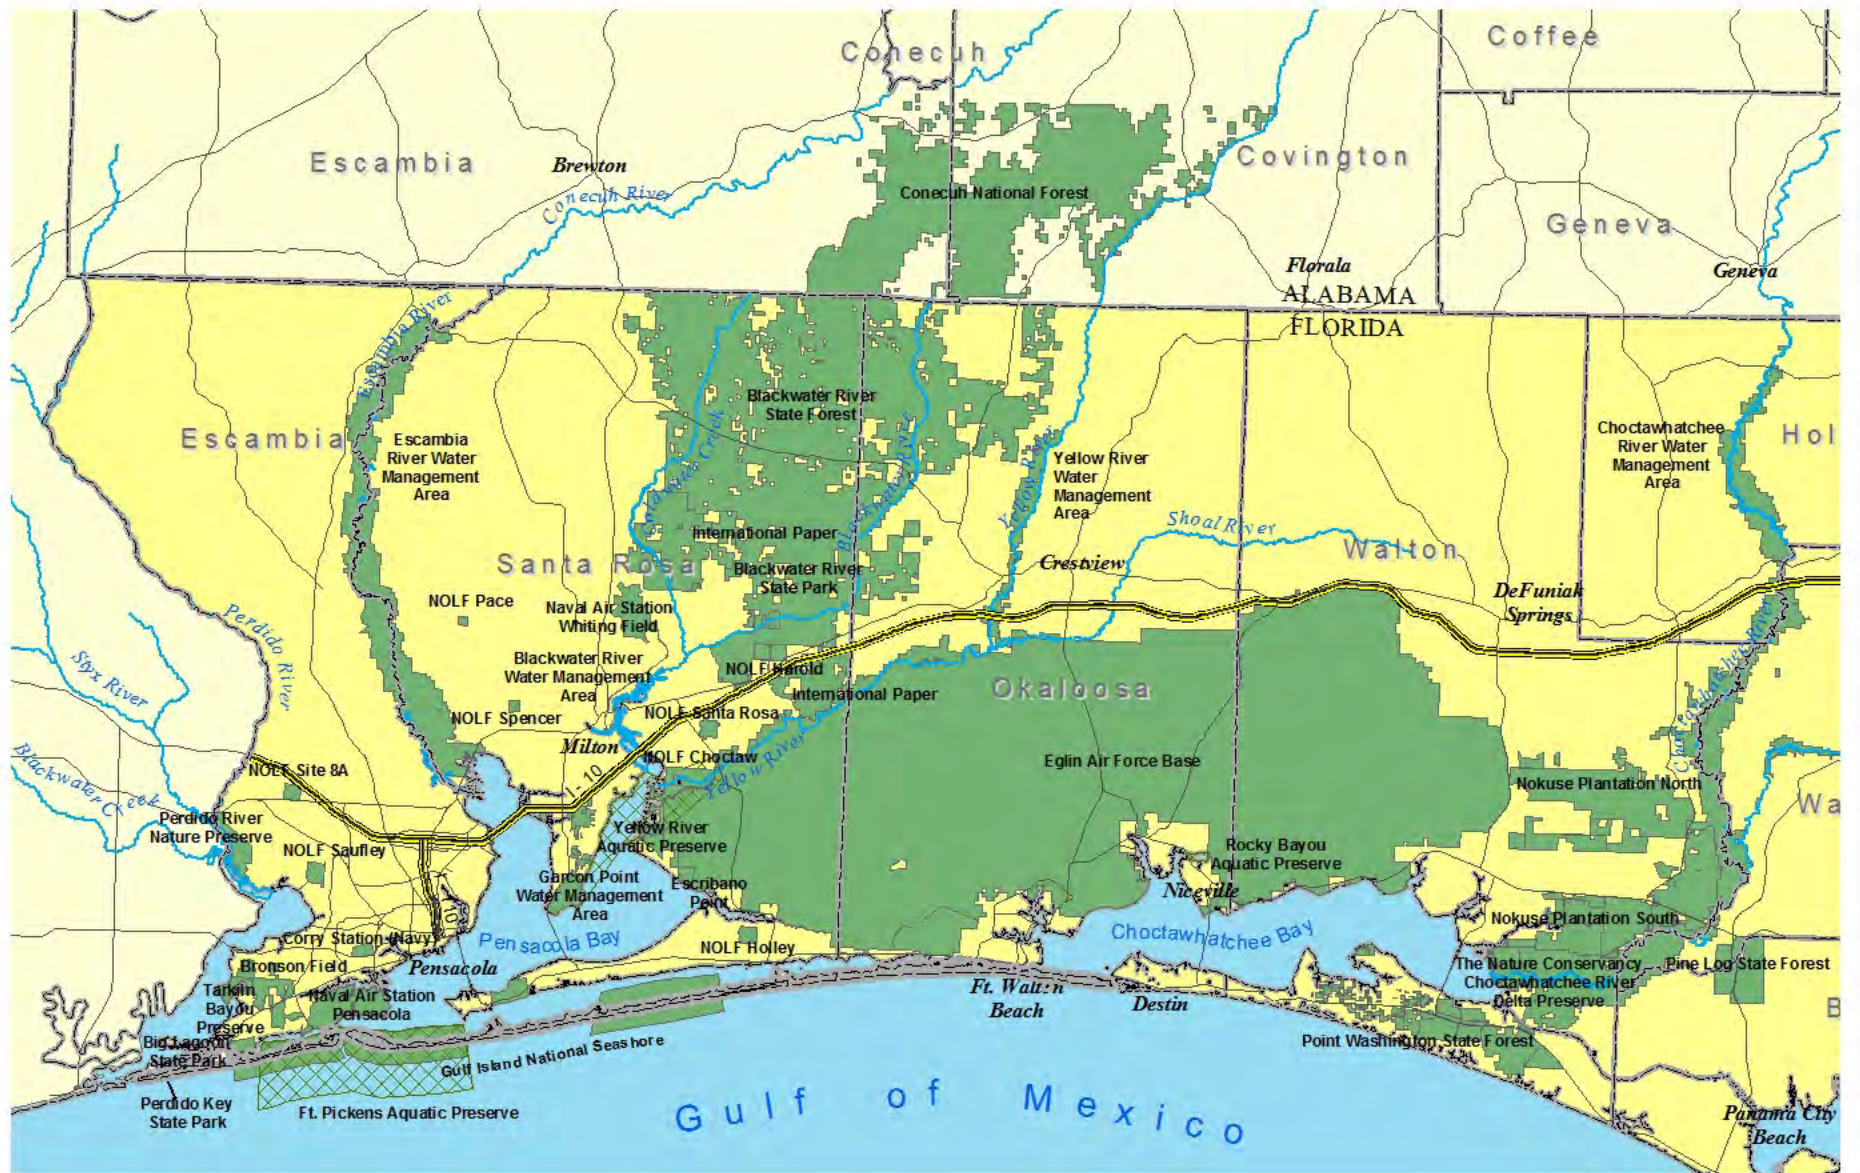 Conecuh
Coffee
Escambia
Brewton
Conecuh River
Covington
Conecuh National Forest
Geneva
Florala
Geneva
ALABAMA
FLORIDA
Escambia River
Blackwater River
State Forest
Escambia
Escambia
River Water
Management
Area
Coldwater Creek
Blackwater River
Yellow River
Yellow River
Water
Management
Area
Choctawhatchee
River Water
Management
Area
Hol
Shoal River
International Paper
Santa Rosa
Blackwater River
State Park
Crestview
Walton
DeFuniak
Springs
NOLF Pace
Naval Air Station
Whiting Field
Perdido River
Styx River
Blackwater River
Water Management
Area
NOLF Harold
International Paper
Okaloosa
Choctawhatchee River
NOLF Spencer
NOLF Santa Rosa
Milton
NOLF Choctaw
Yellow River
I-10
Eglin Air Force Base
NOLF Site 8A
Nokuse Plantation North
Blackwater Creek
Wa
Perdido River
Nature Preserve
NOLF Saufley
Yellow River
Aquatic Preserve
Rocky Bayou
Aquatic Preserve
Garcon Point
Water Management
Area
Escribano
Point
Niceville
I-10
Nokuse Plantation South
Corry Station (Navy)
Pensacola Bay
NOLF Holley
Choctawhatchee Bay
Bronson Field
Pensacola
The Nature Conservancy
Choctawhatchee River
Delta Preserve
Pine Log State Forest
Tarkiln
Bayou
Preserve
Naval Air Station
Pensacola
Ft. Walton
Beach
Destin
B
Big Lagoon
State Park
Gulf Island National Seashore
Point Washington State Forest
Perdido Key
State Park
Ft. Pickens Aquatic Preserve
Gulf of Mexico
Panama City
Beach